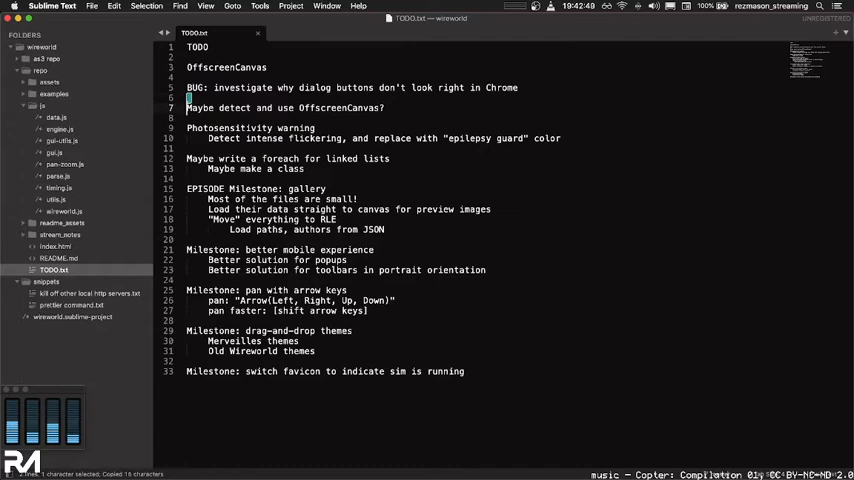 Sublime Text File Edit Selection Find View Goto Tools Project Window Help 100% 19:42:40 rezmason_streaming
TODO.txt — wireworld
UNREGISTERED
FOLDERS
wireworld
as3 repo
repo
assets
examples
js
data.js
engine.js
gui-utils.js
gui.js
pan-zoom.js
parse.js
timing.js
utils.js
wireworld.js
readme_assets
stream_notes
index.html
README.md
TODO.txt
snippets
kill off other local http servers.txt
prettier command.txt
wireworld.sublime-project
TODO.txt
1 TODO
2
3 OffscreenCanvas
4
5 BUG: investigate why dialog buttons don't look right in Chrome
6
7 Maybe detect and use OffscreenCanvas?
8
9 Photosensitivity warning
10 Detect intense flickering, and replace with "epilepsy guard" color
11
12 Maybe write a foreach for linked lists
13 Maybe make a class
14
15 EPISODE Milestone: gallery
16 Most of the files are small!
17 Load their data straight to canvas for preview images
18 "Move" everything to RLE
19 Load paths, authors from JSON
20
21 Milestone: better mobile experience
22 Better solution for popups
23 Better solution for toolbars in portrait orientation
24
25 Milestone: pan with arrow keys
26 pan: "Arrow(Left, Right, Up, Down)"
27 pan faster: [shift arrow keys]
28
29 Milestone: drag-and-drop themes
30 Merveilles themes
31 Old Wireworld themes
32
33 Milestone: switch favicon to indicate sim is running
RM
2 lines, 1 character selected; Copied 16 characters
music - Copter: Compilation 01, CC BY-NC-ND 2.0